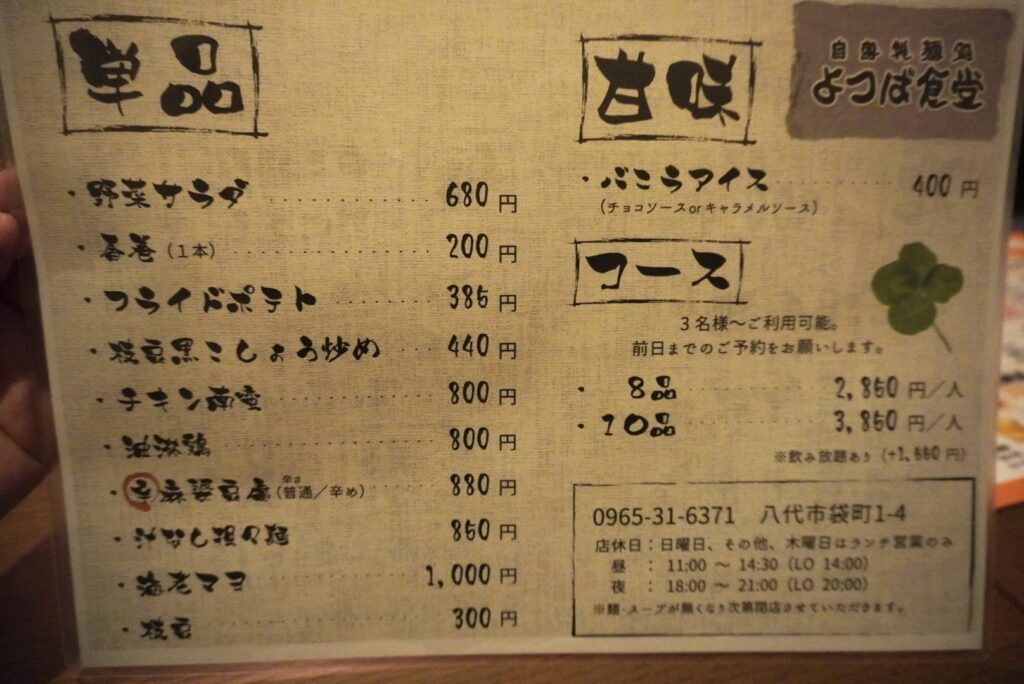 単品
・野菜サラダ 680円
・春巻（1本） 200円
・フライドポテト 385円
・枝豆黒こしょう炒め 440円
・チキン南蛮 800円
・油淋鶏 800円
・辛麻婆豆腐（普通／辛め） 辛さ 880円
・汁なし担々麺 850円
・海老マヨ 1,000円
・枝豆 300円
甘味
・バニラアイス 400円
（チョコソース or キャラメルソース）
よつば食堂
コース
３名様～ご利用可能。
前日までのご予約をお願いします。
・8品 2,850円／人
・10品 3,850円／人
※飲み放題あり（+1,650円）
0965-31-6371 八代市袋町1-4
店休日：日曜日、その他、木曜日はランチ営業のみ
昼：11:00 ～ 14:30（LO 14:00）
夜：18:00 ～ 21:00（LO 20:00）
※麺・スープが無くなり次第閉店させていただきます。